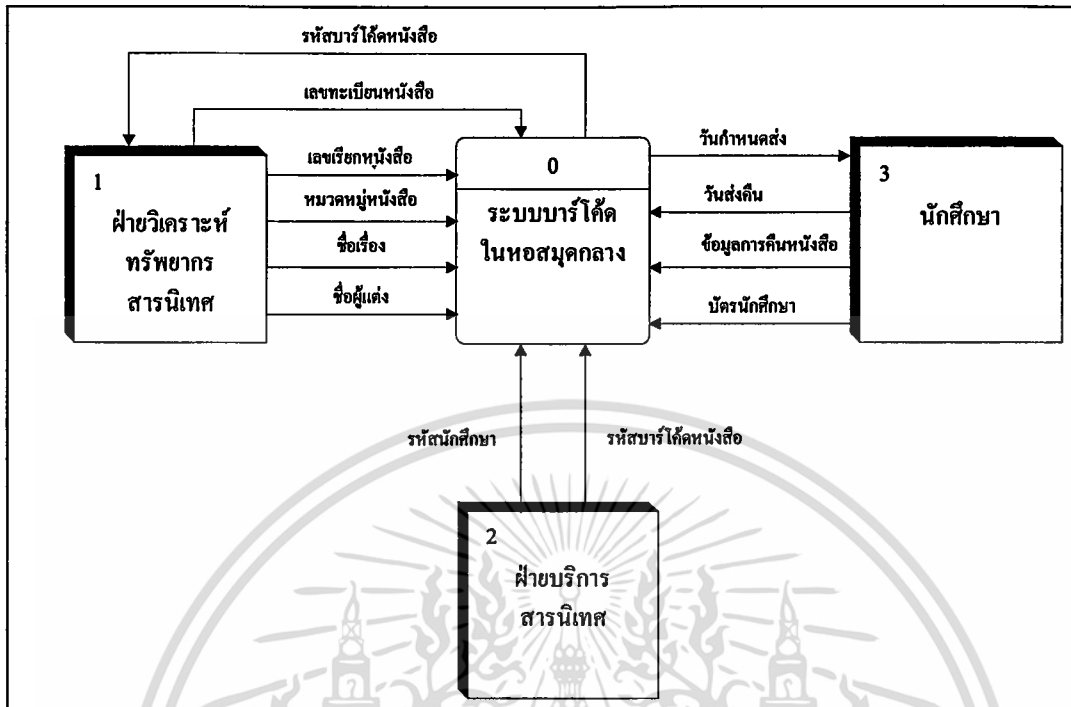 รหัสบาร์โค้ดหนังสือ
เลขทะเบียนหนังสือ
1
ฝ่ายวิเคราะห์
ทรัพยากร
สารนิเทศ
เลขเรียกหนังสือ
หมวดหมู่หนังสือ
ชื่อเรื่อง
ชื่อผู้แต่ง
0
ระบบบาร์โค้ด
ในหอสมุดกลาง
วันกำหนดส่ง
วันส่งคืน
ข้อมูลการคืนหนังสือ
บัตรนักศึกษา
3
นักศึกษา
รหัสนักศึกษา
รหัสบาร์โค้ดหนังสือ
2
ฝ่ายบริการ
สารนิเทศ